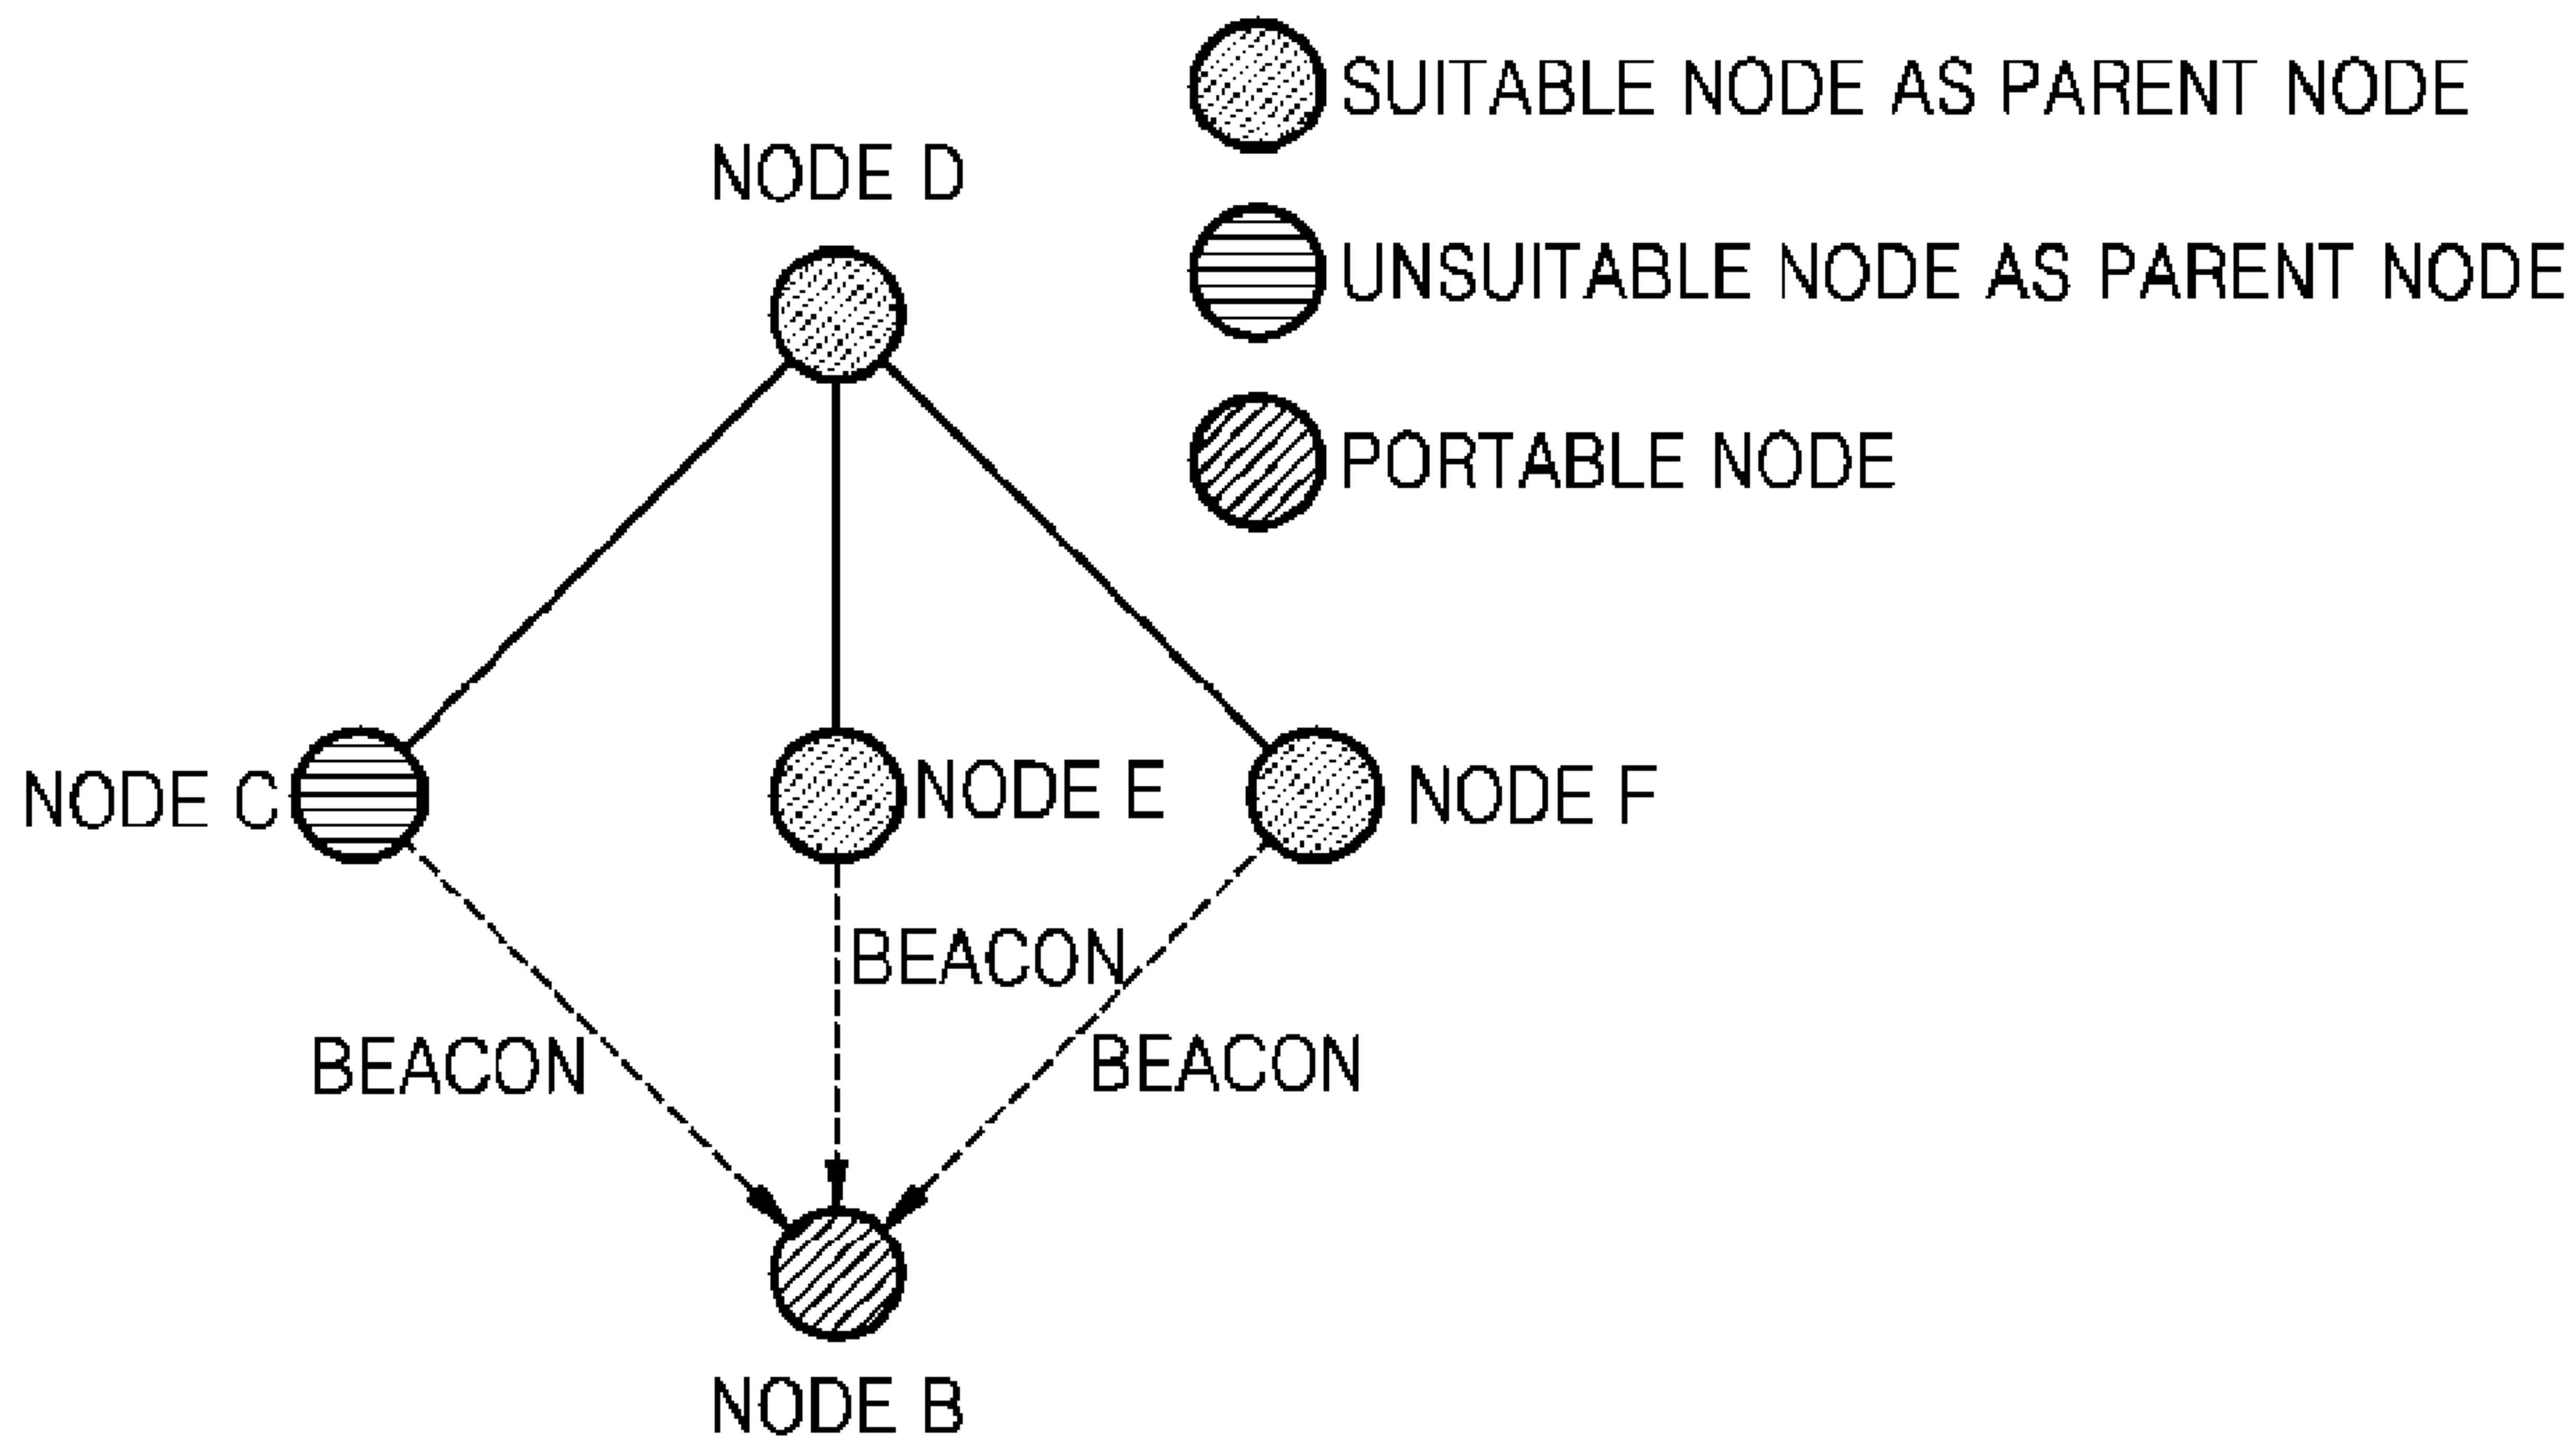 SUITABLE NODE AS PARENT NODE
NODE D
UNSUITABLE NODE AS PARENT NODE
PORTABLE NODE
NODE C
NODE E
NODE F
BEACON
BEACON
BEACON
NODE B